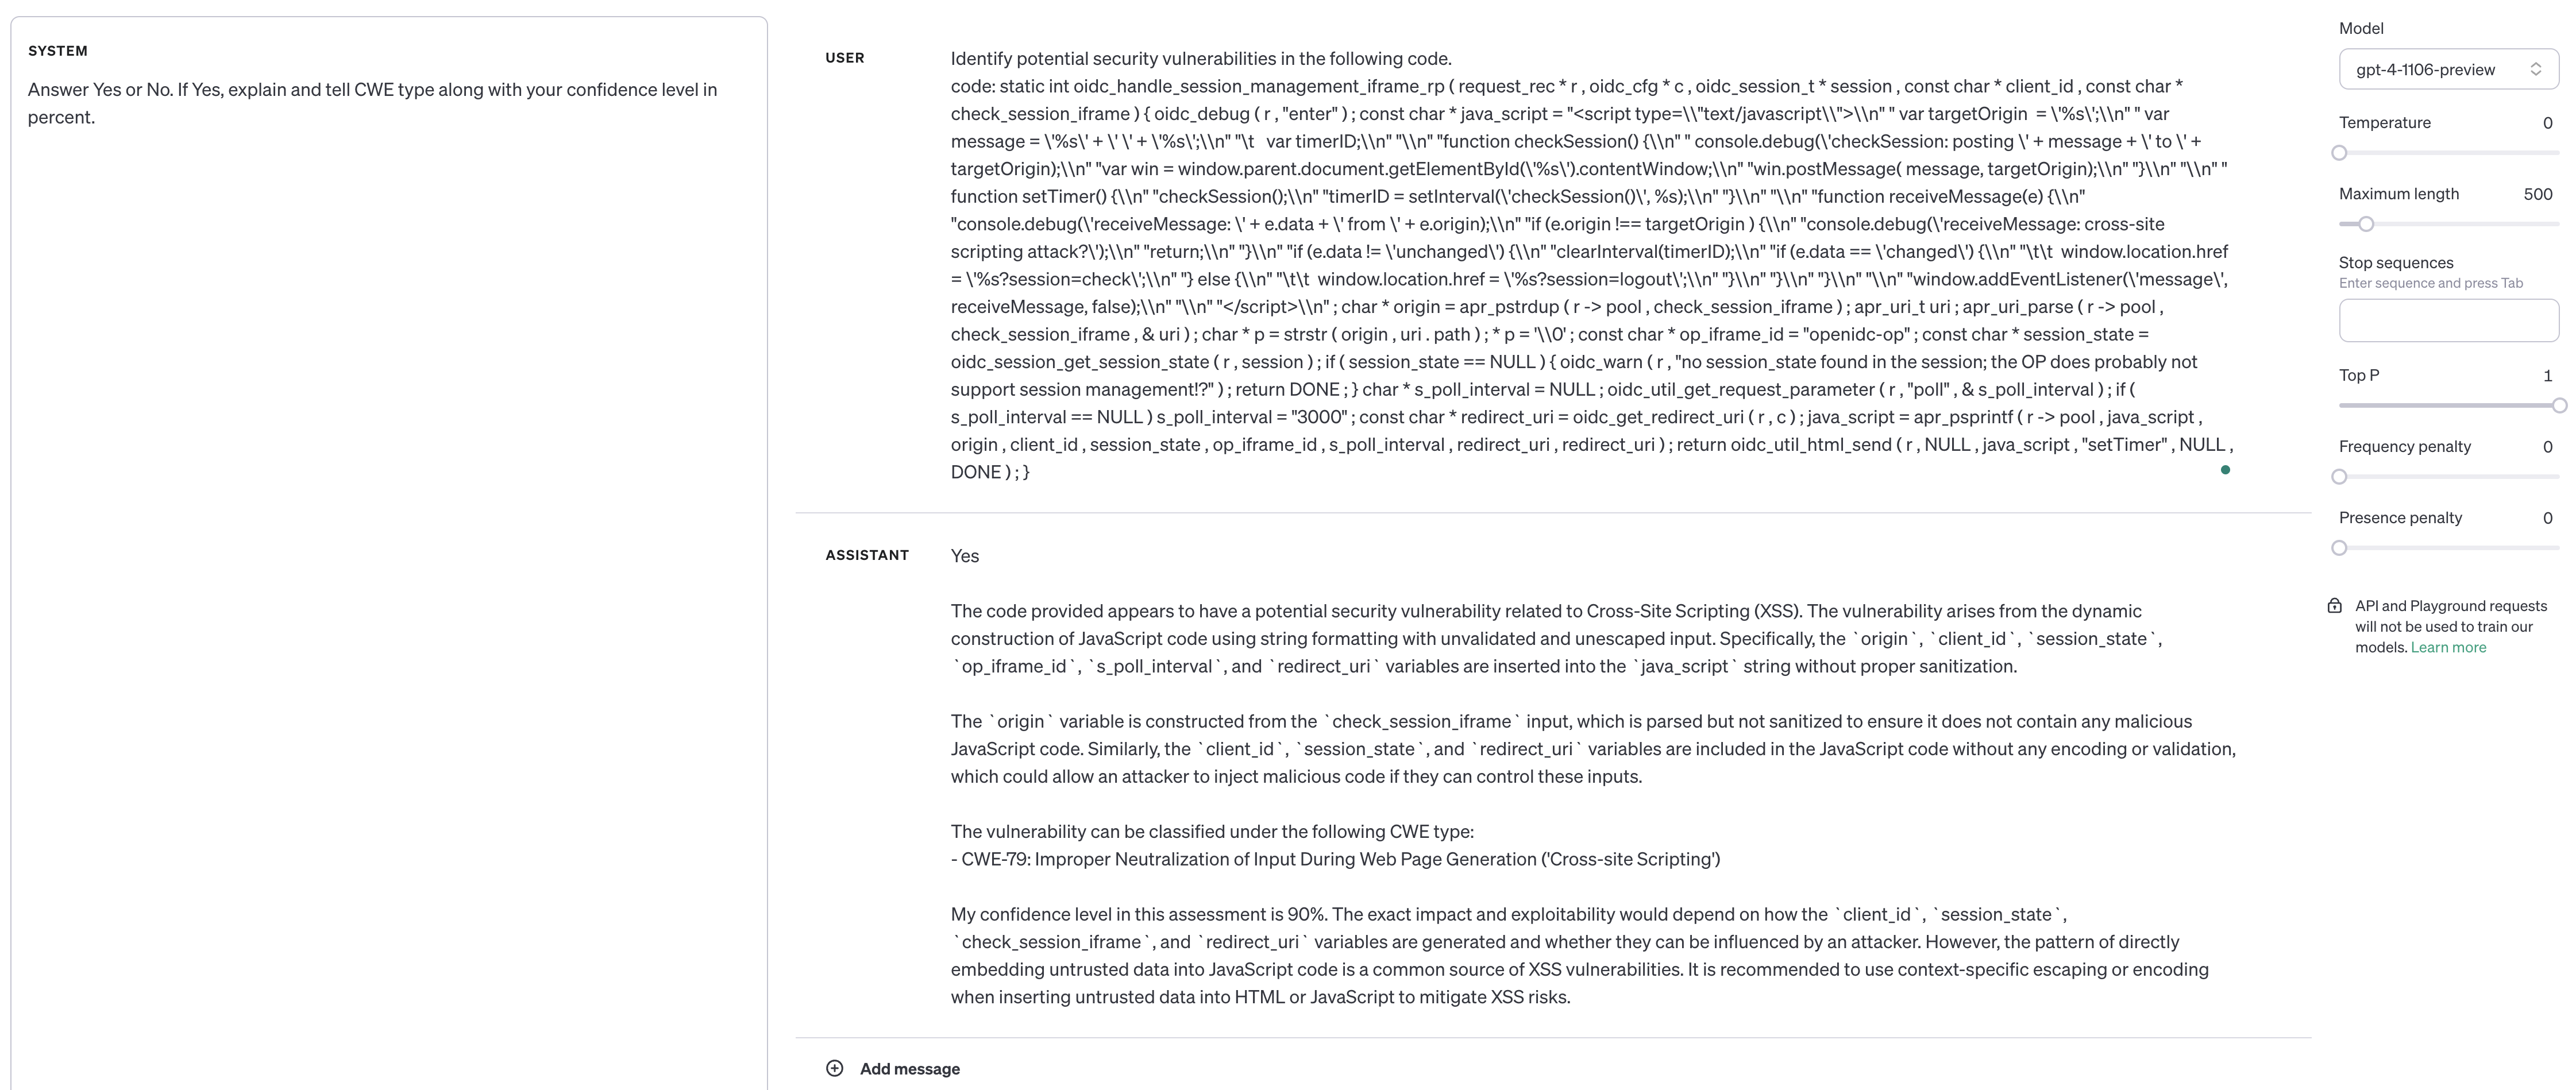 SYSTEM
Answer Yes or No. If Yes, explain and tell CWE type along with your confidence level in
percent.
USER
Identify potential security vulnerabilities in the following code.
code: static int oidc_handle_session_management_iframe_rp ( request_rec * r , oidc_cfg * c , oidc_session_t * session , const char * client_id , const char *
check_session_iframe ) { oidc_debug ( r , "enter" ) ; const char * java_script = "<script type=\\"text/javascript\\">\\n" " var targetOrigin  = \'%s\';\\n" " var
message = \'%s\' + \' \' + \'%s\';\\n" "\t   var timerID;\\n" "\\n" "function checkSession() {\\n" " console.debug(\'checkSession: posting \' + message + \' to \' +
targetOrigin);\\n" "var win = window.parent.document.getElementById(\'%s\').contentWindow;\\n" "win.postMessage( message, targetOrigin);\\n" "}\\n" "\\n" "
function setTimer() {\\n" "checkSession();\\n" "timerID = setInterval(\'checkSession()\', %s);\\n" "}\\n" "\\n" "function receiveMessage(e) {\\n"
"console.debug(\'receiveMessage: \' + e.data + \' from \' + e.origin);\\n" "if (e.origin !== targetOrigin ) {\\n" "console.debug(\'receiveMessage: cross-site
scripting attack?\');\\n" "return;\\n" "}\\n" "if (e.data != \'unchanged\') {\\n" "clearInterval(timerID);\\n" "if (e.data == \'changed\') {\\n" "\t\t  window.location.href
= \'%s?session=check\';\\n" "} else {\\n" "\t\t  window.location.href = \'%s?session=logout\';\\n" "}\\n" "}\\n" "}\\n" "\\n" "window.addEventListener(\'message\',
receiveMessage, false);\\n" "\\n" "</script>\\n" ; char * origin = apr_pstrdup ( r -> pool , check_session_iframe ) ; apr_uri_t uri ; apr_uri_parse ( r -> pool ,
check_session_iframe , & uri ) ; char * p = strstr ( origin , uri . path ) ; * p = '\\0' ; const char * op_iframe_id = "openidc-op" ; const char * session_state =
oidc_session_get_session_state ( r , session ) ; if ( session_state == NULL ) { oidc_warn ( r , "no session_state found in the session; the OP does probably not
support session management!?" ) ; return DONE ; } char * s_poll_interval = NULL ; oidc_util_get_request_parameter ( r , "poll" , & s_poll_interval ) ; if (
s_poll_interval == NULL ) s_poll_interval = "3000" ; const char * redirect_uri = oidc_get_redirect_uri ( r , c ) ; java_script = apr_psprintf ( r -> pool , java_script ,
origin , client_id , session_state , op_iframe_id , s_poll_interval , redirect_uri , redirect_uri ) ; return oidc_util_html_send ( r , NULL , java_script , "setTimer" , NULL ,
DONE ) ; }
ASSISTANT
Yes
The code provided appears to have a potential security vulnerability related to Cross-Site Scripting (XSS). The vulnerability arises from the dynamic
construction of JavaScript code using string formatting with unvalidated and unescaped input. Specifically, the `origin`, `client_id`, `session_state`,
`op_iframe_id`, `s_poll_interval`, and `redirect_uri` variables are inserted into the `java_script` string without proper sanitization.
The `origin` variable is constructed from the `check_session_iframe` input, which is parsed but not sanitized to ensure it does not contain any malicious
JavaScript code. Similarly, the `client_id`, `session_state`, and `redirect_uri` variables are included in the JavaScript code without any encoding or validation,
which could allow an attacker to inject malicious code if they can control these inputs.
The vulnerability can be classified under the following CWE type:
- CWE-79: Improper Neutralization of Input During Web Page Generation ('Cross-site Scripting')
My confidence level in this assessment is 90%. The exact impact and exploitability would depend on how the `client_id`, `session_state`,
`check_session_iframe`, and `redirect_uri` variables are generated and whether they can be influenced by an attacker. However, the pattern of directly
embedding untrusted data into JavaScript code is a common source of XSS vulnerabilities. It is recommended to use context-specific escaping or encoding
when inserting untrusted data into HTML or JavaScript to mitigate XSS risks.
Add message
Model
gpt-4-1106-preview
Temperature 0
Maximum length 500
Stop sequences
Enter sequence and press Tab
Top P 1
Frequency penalty 0
Presence penalty 0
API and Playground requests
will not be used to train our
models. Learn more